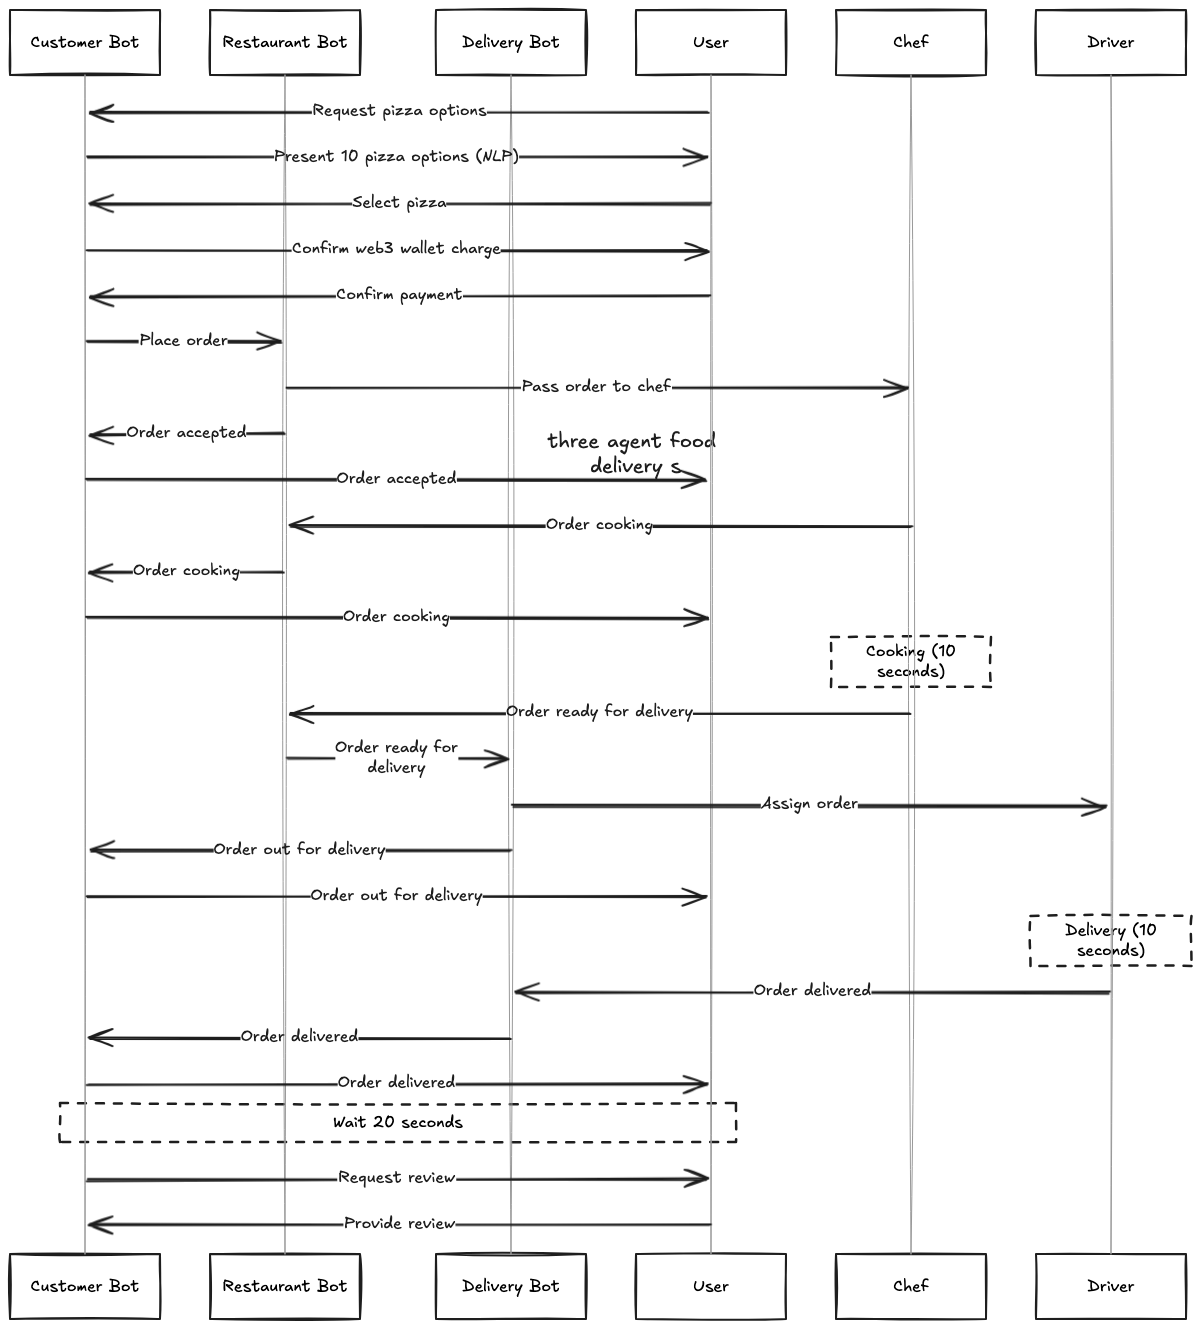 Customer Bot
Restaurant Bot
Delivery Bot
User
Chef
Driver
Request pizza options
Present 10 pizza options (NLP)
Select pizza
Confirm web3 wallet charge
Confirm payment
Place order
Pass order to chef
Order accepted
three agent food
delivery s
Order accepted
Order cooking
Order cooking
Order cooking
Cooking (10
seconds)
Order ready for delivery
Order ready for
delivery
Assign order
Order out for delivery
Order out for delivery
Delivery (10
seconds)
Order delivered
Order delivered
Order delivered
Wait 20 seconds
Request review
Provide review
Customer Bot
Restaurant Bot
Delivery Bot
User
Chef
Driver